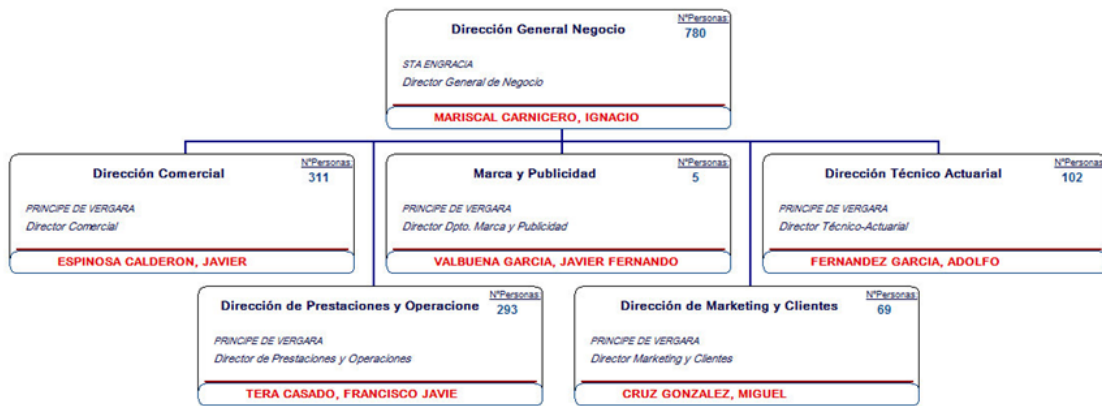 Dirección General Negocio
NºPersonas:
780
STA ENGRACIA
Director General de Negocio
MARISCAL CARNICERO, IGNACIO
Dirección Comercial
NºPersonas:
311
PRINCIPE DE VERGARA
Director Comercial
ESPINOSA CALDERON, JAVIER
Marca y Publicidad
NºPersonas:
5
PRINCIPE DE VERGARA
Director Dpto. Marca y Publicidad
VALBUENA GARCIA, JAVIER FERNANDO
Dirección Técnico Actuarial
NºPersonas:
102
PRINCIPE DE VERGARA
Director Técnico-Actuarial
FERNANDEZ GARCIA, ADOLFO
Dirección de Prestaciones y Operacione
NºPersonas:
293
PRINCIPE DE VERGARA
Director de Prestaciones y Operaciones
TERA CASADO, FRANCISCO JAVIE
Dirección de Marketing y Clientes
NºPersonas:
69
PRINCIPE DE VERGARA
Director Marketing y Clientes
CRUZ GONZALEZ, MIGUEL